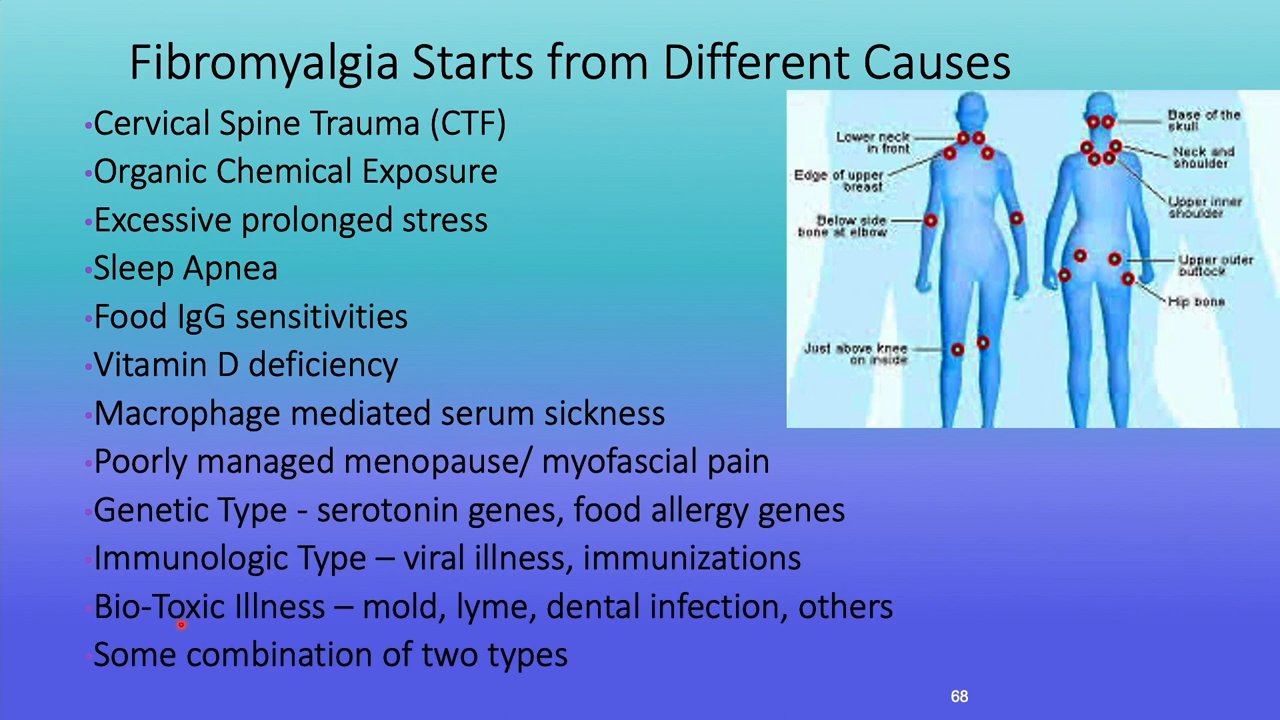 Fibromyalgia Starts from Different Causes
•Cervical Spine Trauma (CTF)
•Organic Chemical Exposure
•Excessive prolonged stress
•Sleep Apnea
•Food IgG sensitivities
•Vitamin D deficiency
•Macrophage mediated serum sickness
•Poorly managed menopause/ myofascial pain
•Genetic Type - serotonin genes, food allergy genes
•Immunologic Type – viral illness, immunizations
•Bio-Toxic Illness – mold, lyme, dental infection, others
•Some combination of two types
Lower neck
in front
Edge of upper
breast
Below side
bone at elbow
Just above knee
on inside
Base of the
skull
Neck and
shoulder
Upper inner
shoulder
Upper outer
buttock
Hip bone
68